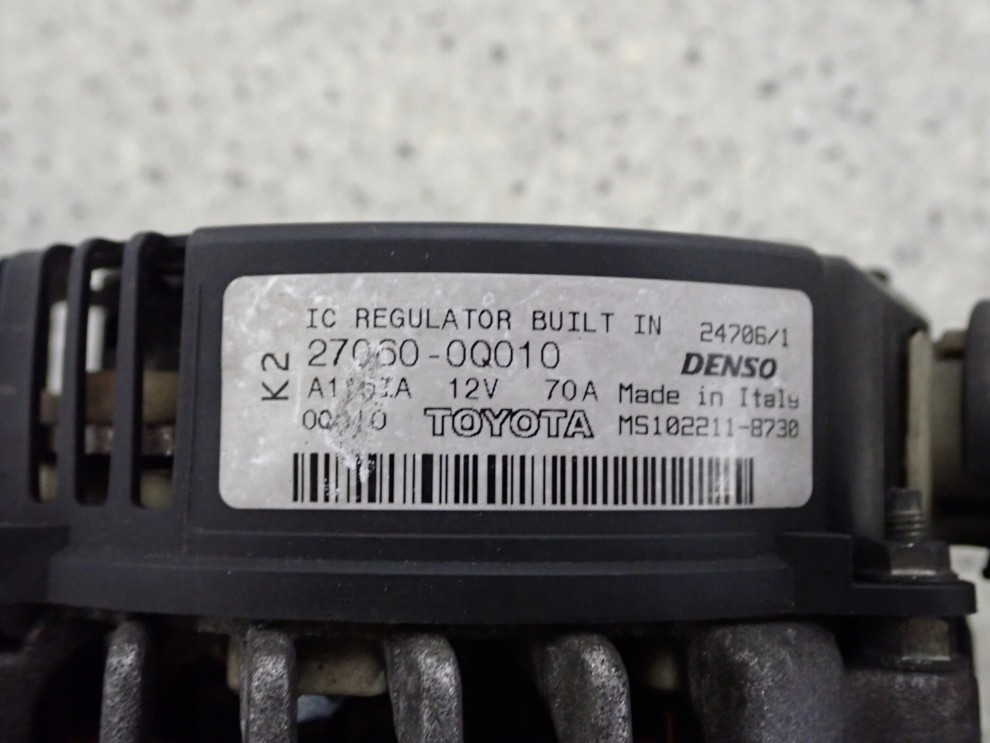 IC REGULATOR BUILT IN 24706/1
K2
27060-0Q010 DENSO
12V 70A Made in Italy
TOYOTA MS102211-8730